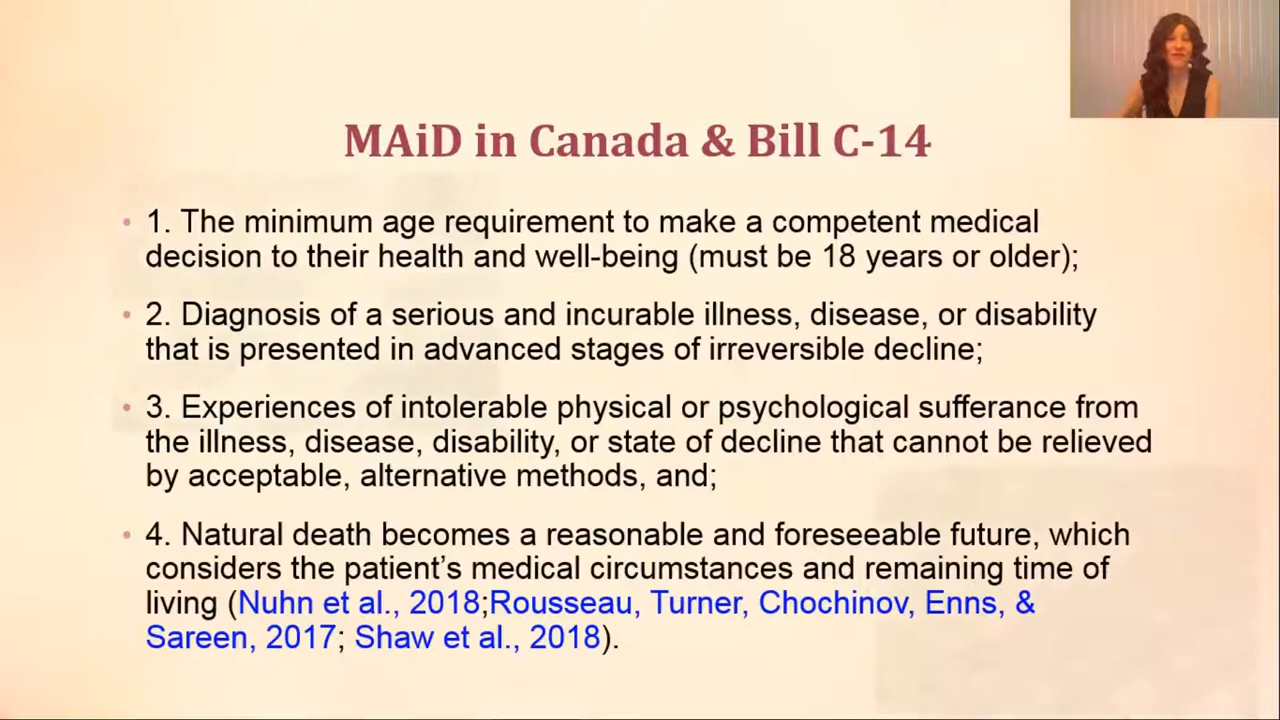 MAiD in Canada & Bill C-14
• 1. The minimum age requirement to make a competent medical
decision to their health and well-being (must be 18 years or older);
• 2. Diagnosis of a serious and incurable illness, disease, or disability
that is presented in advanced stages of irreversible decline;
• 3. Experiences of intolerable physical or psychological sufferance from
the illness, disease, disability, or state of decline that cannot be relieved
by acceptable, alternative methods, and;
• 4. Natural death becomes a reasonable and foreseeable future, which
considers the patient’s medical circumstances and remaining time of
living (Nuhn et al., 2018;Rousseau, Turner, Chochinov, Enns, &
Sareen, 2017; Shaw et al., 2018).